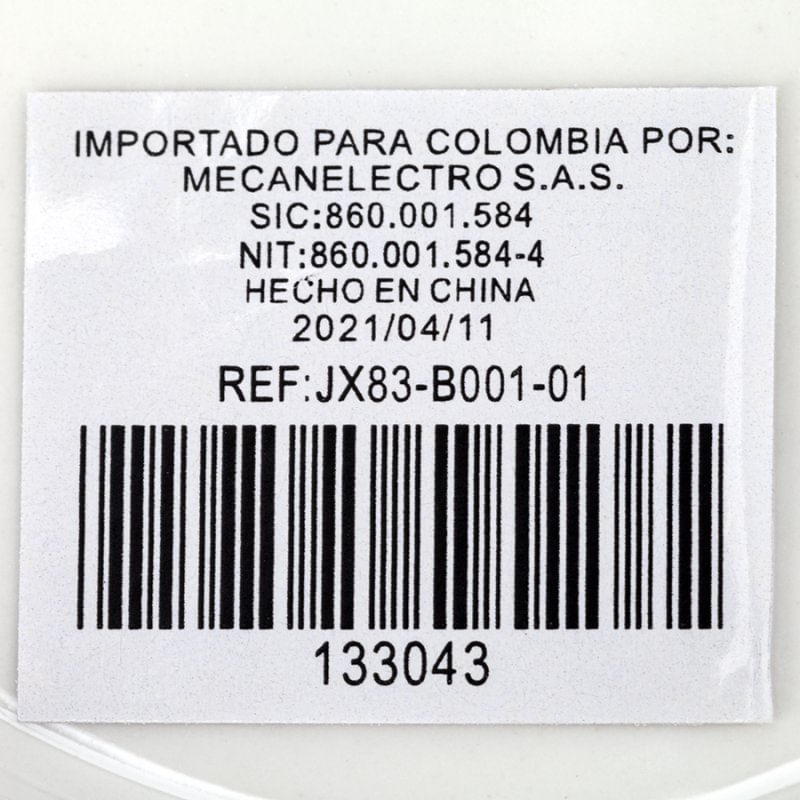 IMPORTADO PARA COLOMBIA POR:
MECANELECTRO S.A.S.
SIC:860.001.584
NIT:860.001.584-4
HECHO EN CHINA
2021/04/11
REF:JX83-B001-01
133043